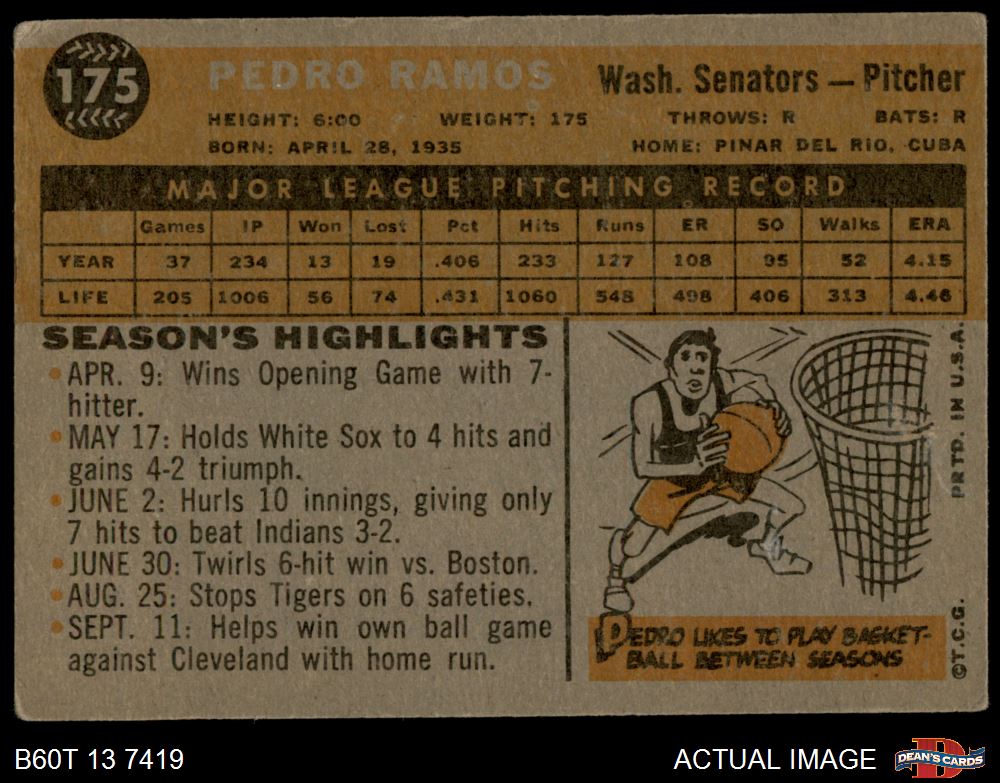 175
PEDRO RAMOS
Wash. Senators — Pitcher
HEIGHT: 6:00 WEIGHT: 175 THROWS: R BATS: R
BORN: APRIL 28, 1935 HOME: PINAR DEL RIO, CUBA
MAJOR LEAGUE PITCHING RECORD
Games IP Won Lost Pct Hits Runs ER SO Walks ERA
YEAR 37 234 13 19 .406 233 127 108 95 52 4.15
LIFE 205 1006 56 74 .431 1060 548 498 406 313 4.46
SEASON'S HIGHLIGHTS
• APR. 9: Wins Opening Game with 7-
hitter.
• MAY 17: Holds White Sox to 4 hits and
gains 4-2 triumph.
• JUNE 2: Hurls 10 innings, giving only
7 hits to beat Indians 3-2.
• JUNE 30: Twirls 6-hit win vs. Boston.
• AUG. 25: Stops Tigers on 6 safeties.
• SEPT. 11: Helps win own ball game
against Cleveland with home run.
PEDRO LIKES TO PLAY BASKET-
BALL BETWEEN SEASONS
©T.C.G. PRTD. IN U.S.A.
B60T 13 7419
ACTUAL IMAGE
D
DEAN'S CARDS